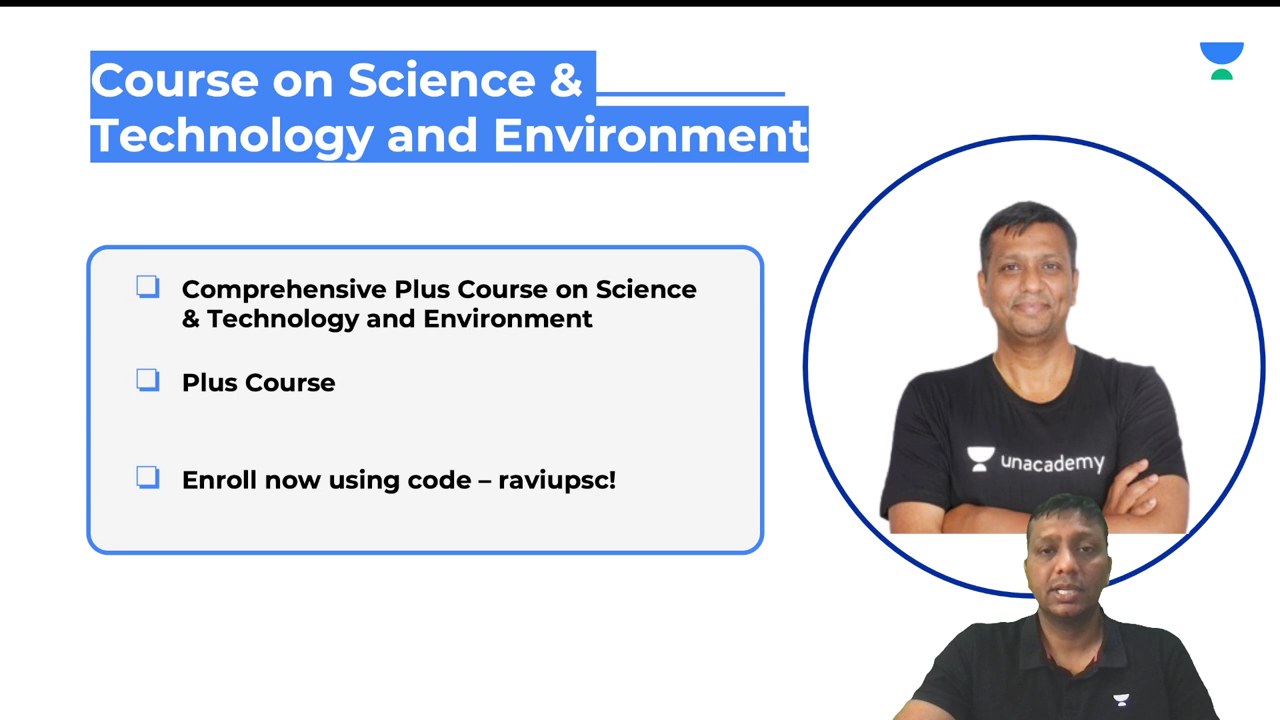 Course on Science &
Technology and Environment
Comprehensive Plus Course on Science
& Technology and Environment
Plus Course
Enroll now using code – raviupsc!
unacademy